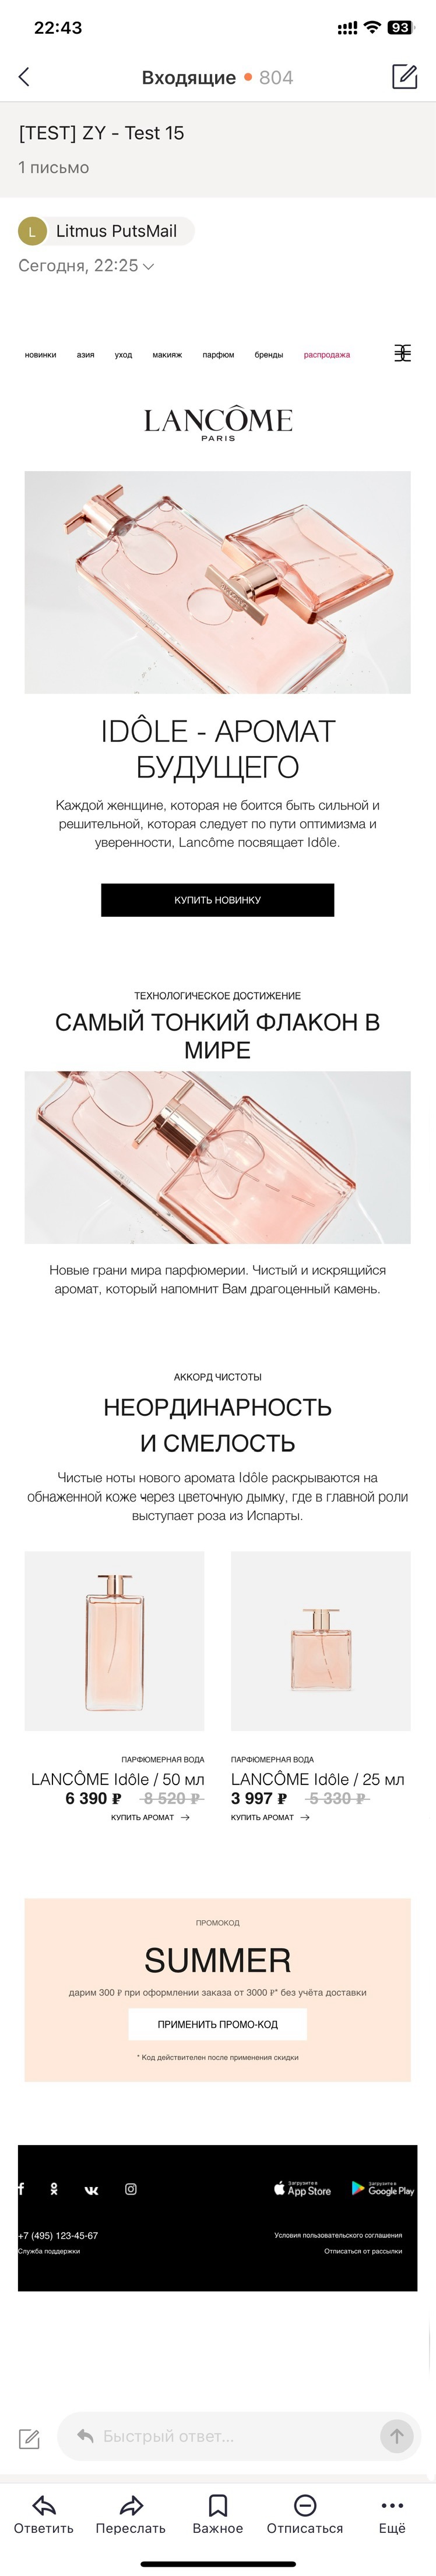 22:43
93
Входящие • 804
[TEST] ZY - Test 15
1 письмо
L Litmus PutsMail
Сегодня, 22:25
новинки азия уход макияж парфюм бренды распродажа
LANCÔME
PARIS
IDÔLE - АРОМАТ
БУДУЩЕГО
Каждой женщине, которая не боится быть сильной и
решительной, которая следует по пути оптимизма и
уверенности, Lancôme посвящает Idôle.
КУПИТЬ НОВИНКУ
ТЕХНОЛОГИЧЕСКОЕ ДОСТИЖЕНИЕ
САМЫЙ ТОНКИЙ ФЛАКОН В
МИРЕ
Новые грани мира парфюмерии. Чистый и искрящийся
аромат, который напомнит Вам драгоценный камень.
АККОРД ЧИСТОТЫ
НЕОРДИНАРНОСТЬ
И СМЕЛОСТЬ
Чистые ноты нового аромата Idôle раскрываются на
обнаженной коже через цветочную дымку, где в главной роли
выступает роза из Испарты.
ПАРФЮМЕРНАЯ ВОДА
LANCÔME Idôle / 50 мл
6 390 ₽ 8 520 ₽
КУПИТЬ АРОМАТ →
ПАРФЮМЕРНАЯ ВОДА
LANCÔME Idôle / 25 мл
3 997 ₽ 5 330 ₽
КУПИТЬ АРОМАТ →
ПРОМОКОД
SUMMER
дарим 300 ₽ при оформлении заказа от 3000 ₽* без учёта доставки
ПРИМЕНИТЬ ПРОМО-КОД
* Код действителен после применения скидки
Загрузите в
App Store
Загрузите в
Google Play
+7 (495) 123-45-67
Служба поддержки
Условия пользовательского соглашения
Отписаться от рассылки
Быстрый ответ...
Ответить Переслать Важное Отписаться Ещё